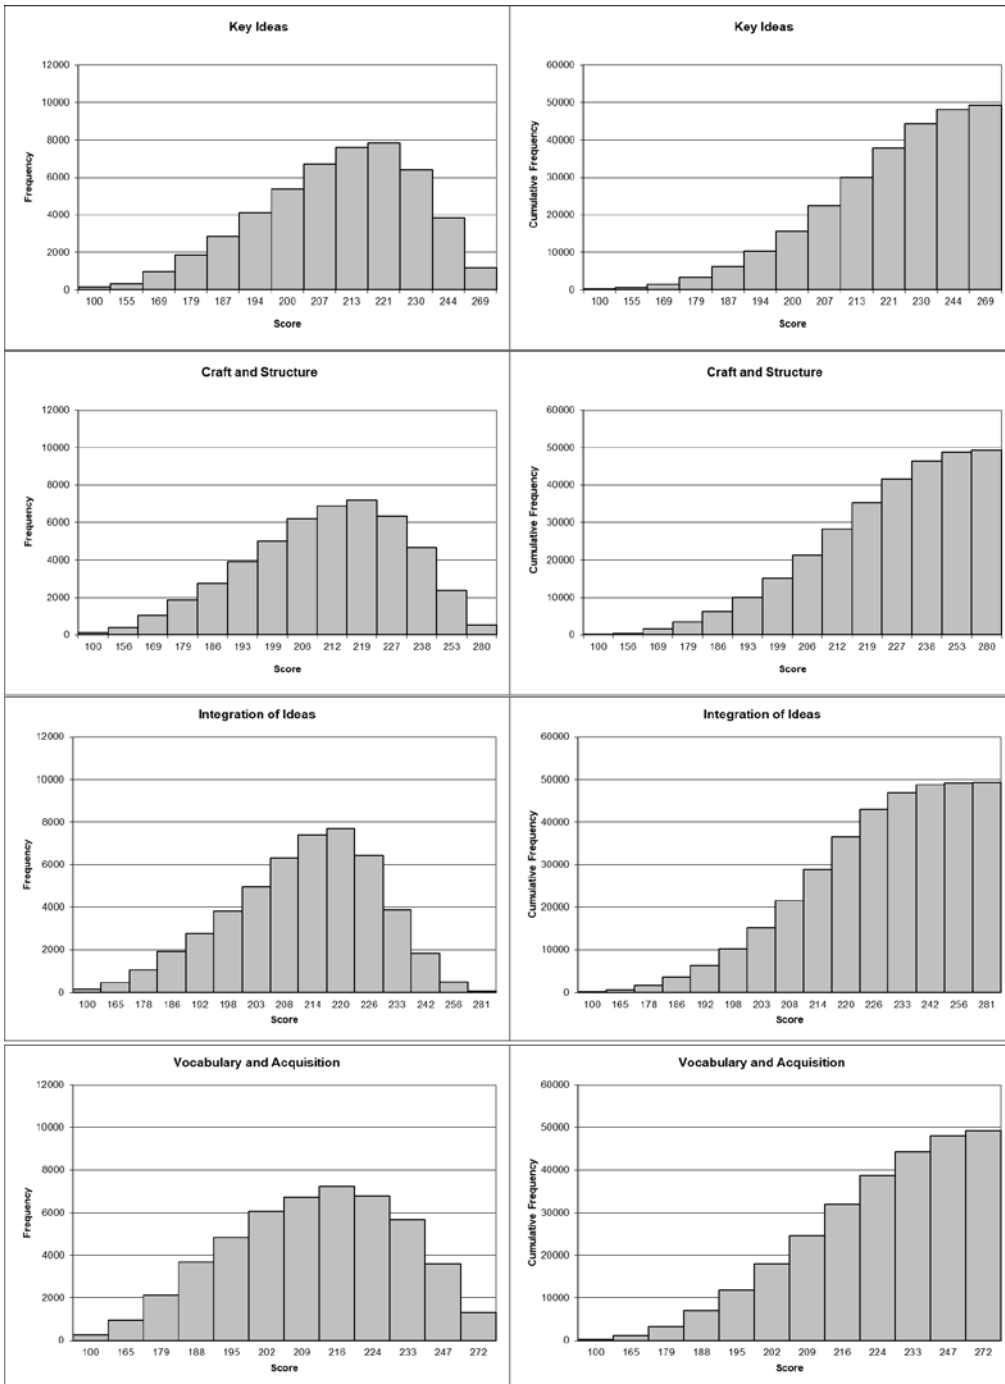 Key Ideas
12000
10000
8000
6000
4000
2000
0
Frequency
100 155 169 179 187 194 200 207 213 221 230 244 269
Score
Key Ideas
60000
50000
40000
30000
20000
10000
0
Cumulative Frequency
100 155 169 179 187 194 200 207 213 221 230 244 269
Score
Craft and Structure
12000
10000
8000
6000
4000
2000
0
Frequency
100 156 169 179 186 193 199 206 212 219 227 238 253 280
Score
Craft and Structure
60000
50000
40000
30000
20000
10000
0
Cumulative Frequency
100 156 169 179 186 193 199 206 212 219 227 238 253 280
Score
Integration of Ideas
12000
10000
8000
6000
4000
2000
0
Frequency
100 165 178 186 192 198 203 208 214 220 226 233 242 256 281
Score
Integration of Ideas
60000
50000
40000
30000
20000
10000
0
Cumulative Frequency
100 165 178 186 192 198 203 208 214 220 226 233 242 256 281
Score
Vocabulary and Acquisition
12000
10000
8000
6000
4000
2000
0
Frequency
100 165 179 188 195 202 209 216 224 233 247 272
Score
Vocabulary and Acquisition
60000
50000
40000
30000
20000
10000
0
Cumulative Frequency
100 165 179 188 195 202 209 216 224 233 247 272
Score